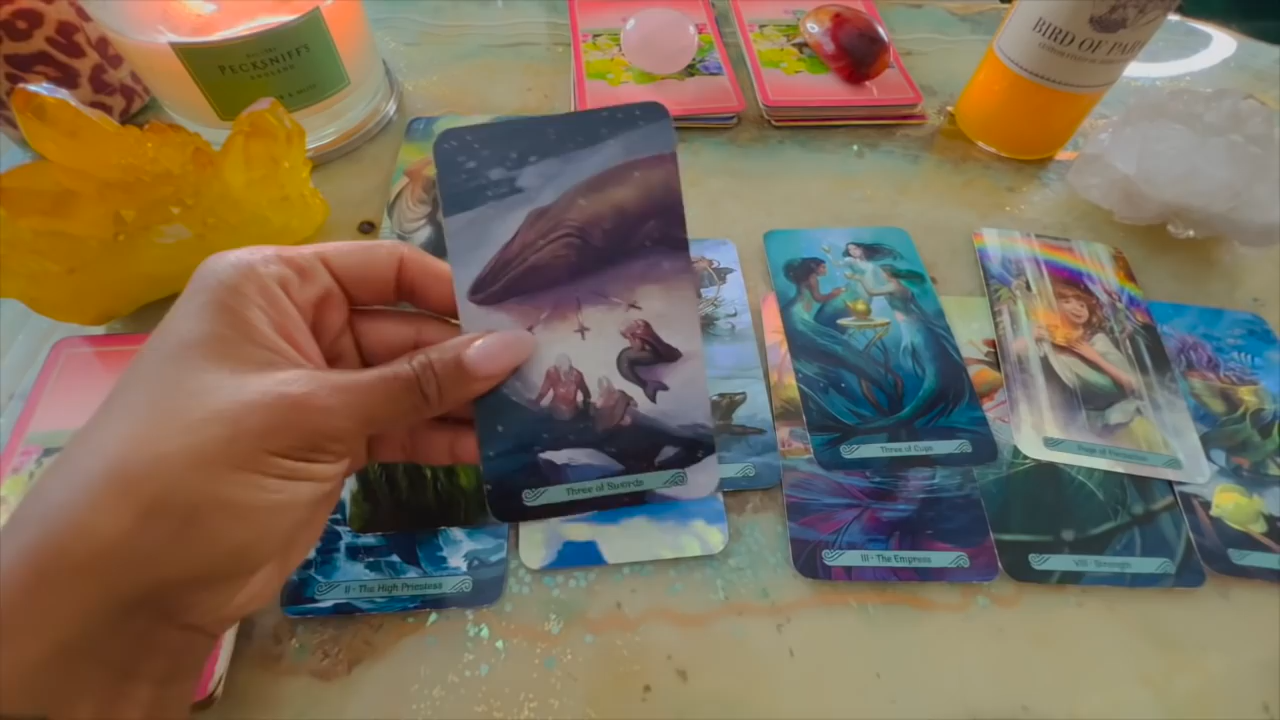 PECKSNIFF'S
ENGLAND
BIRD OF PAR
Three of Swords
Three of Cups
II - The High Priestess
III - The Empress
VIII - Strength